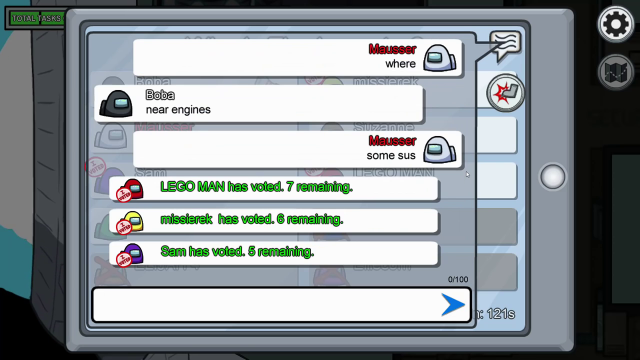 TOTAL TASKS
Mausser
where
Boba
near engines
Mausser
some sus
LEGO MAN has voted. 7 remaining.
missierek has voted. 6 remaining.
Sam has voted. 5 remaining.
0/100
121s